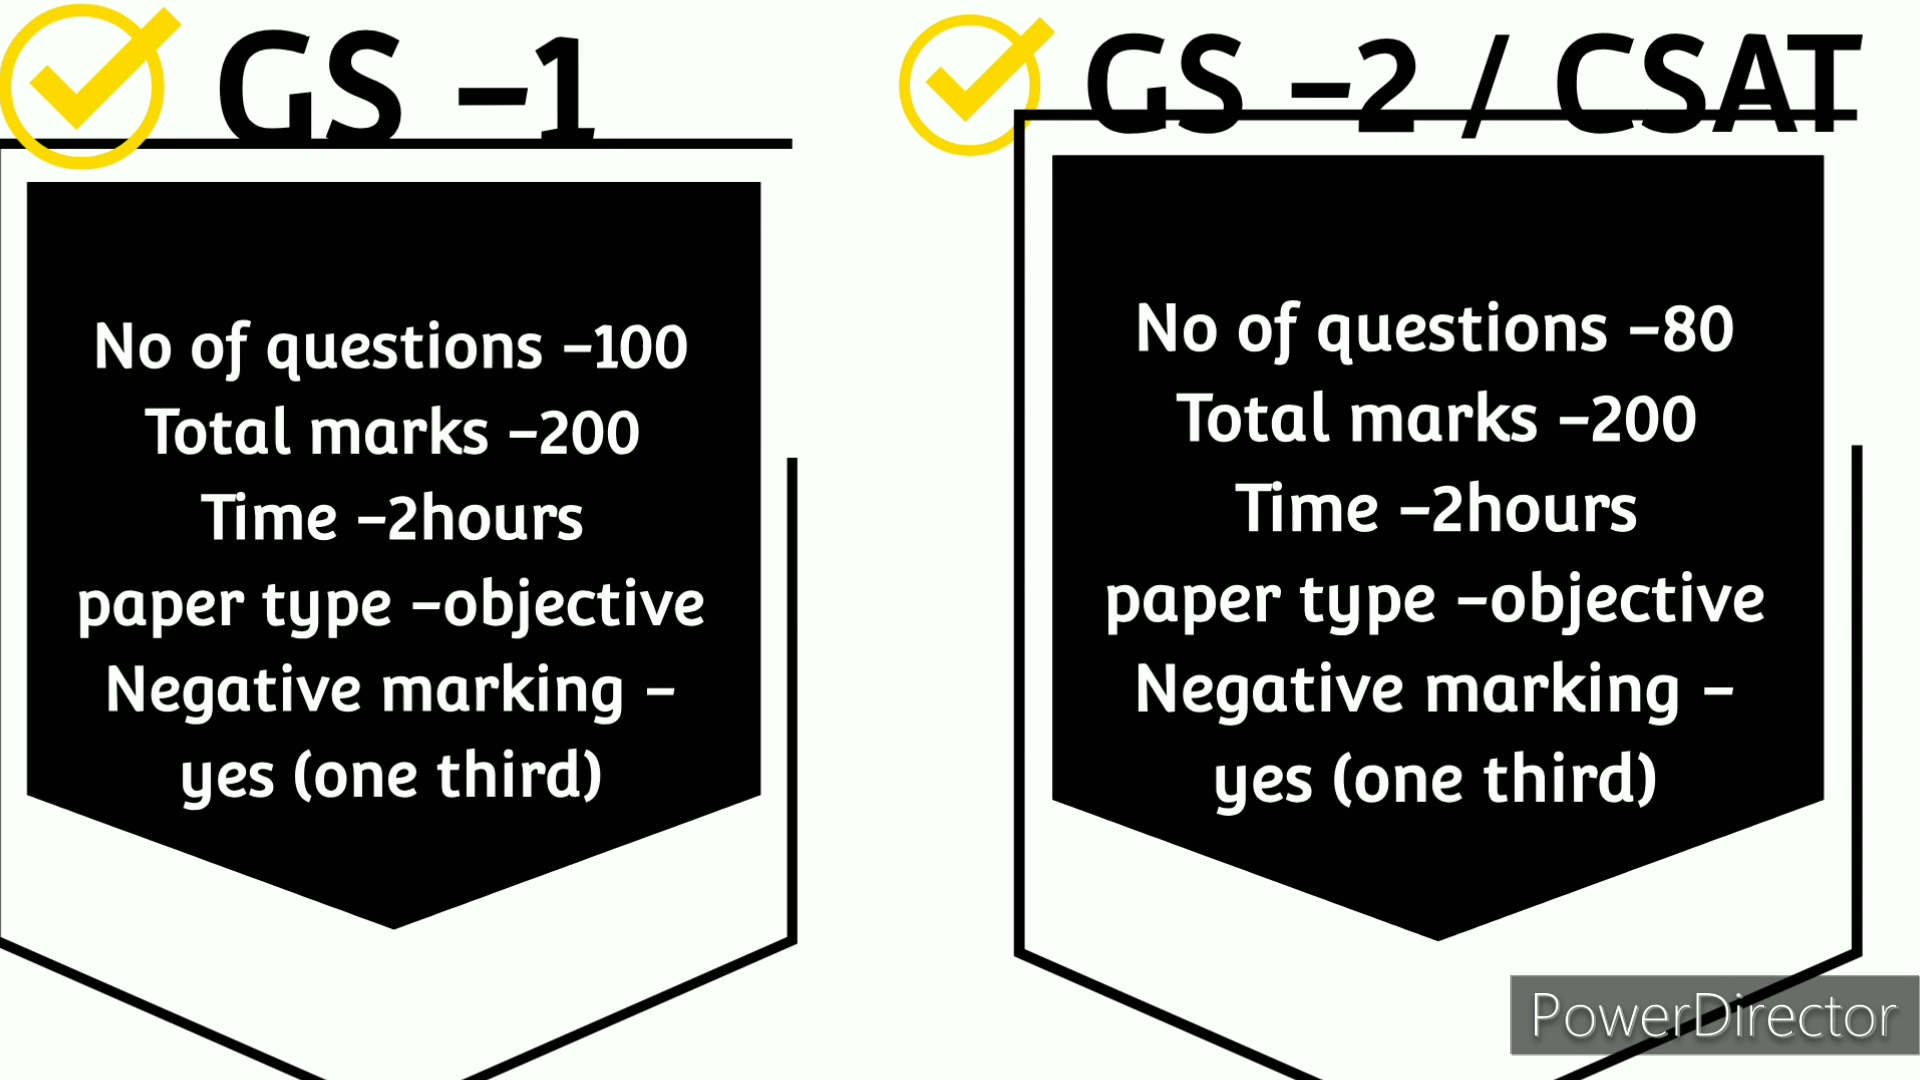 GS –1
No of questions –100
Total marks –200
Time –2hours
paper type –objective
Negative marking –
yes (one third)
GS –2 / CSAT
No of questions –80
Total marks –200
Time –2hours
paper type –objective
Negative marking –
yes (one third)
PowerDirector